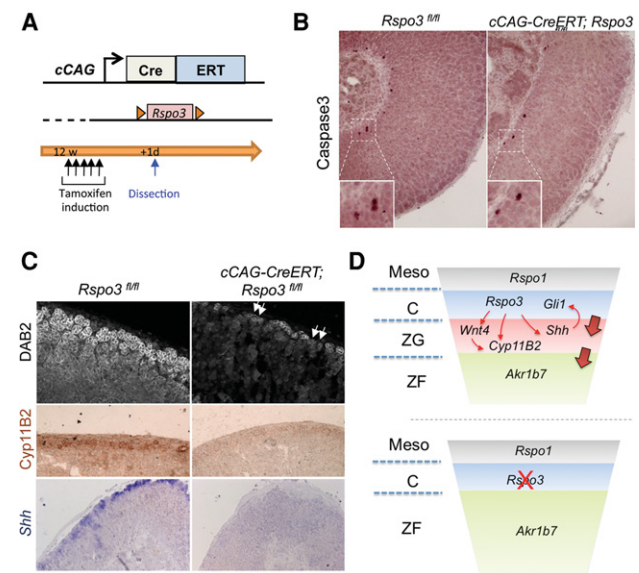 A
cCAG
Cre
ERT
Rspo3
12 w
+1d
Tamoxifen
induction
Dissection
B
Rspo3 fl/fl
cCAG-CreERT; Rspo3
Caspase3
C
Rspo3 fl/fl
cCAG-CreERT;
Rspo3 fl/fl
DAB2
Cyp11B2
Shh
D
Meso
Rspo1
C
Rspo3
Gli1
ZG
Wnt4
Shh
Cyp11B2
ZF
Akr1b7
Meso
Rspo1
C
Rspo3
ZF
Akr1b7